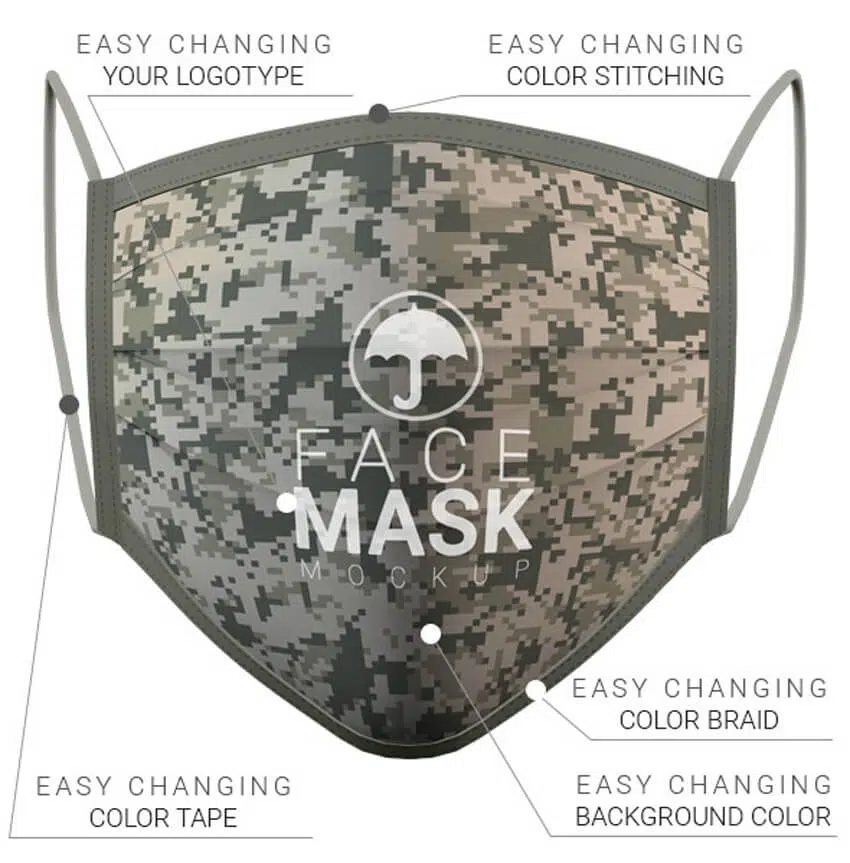 EASY CHANGING
YOUR LOGOTYPE
EASY CHANGING
COLOR STITCHING
FACE
MASK
MOCKUP
EASY CHANGING
COLOR BRAID
EASY CHANGING
COLOR TAPE
EASY CHANGING
BACKGROUND COLOR